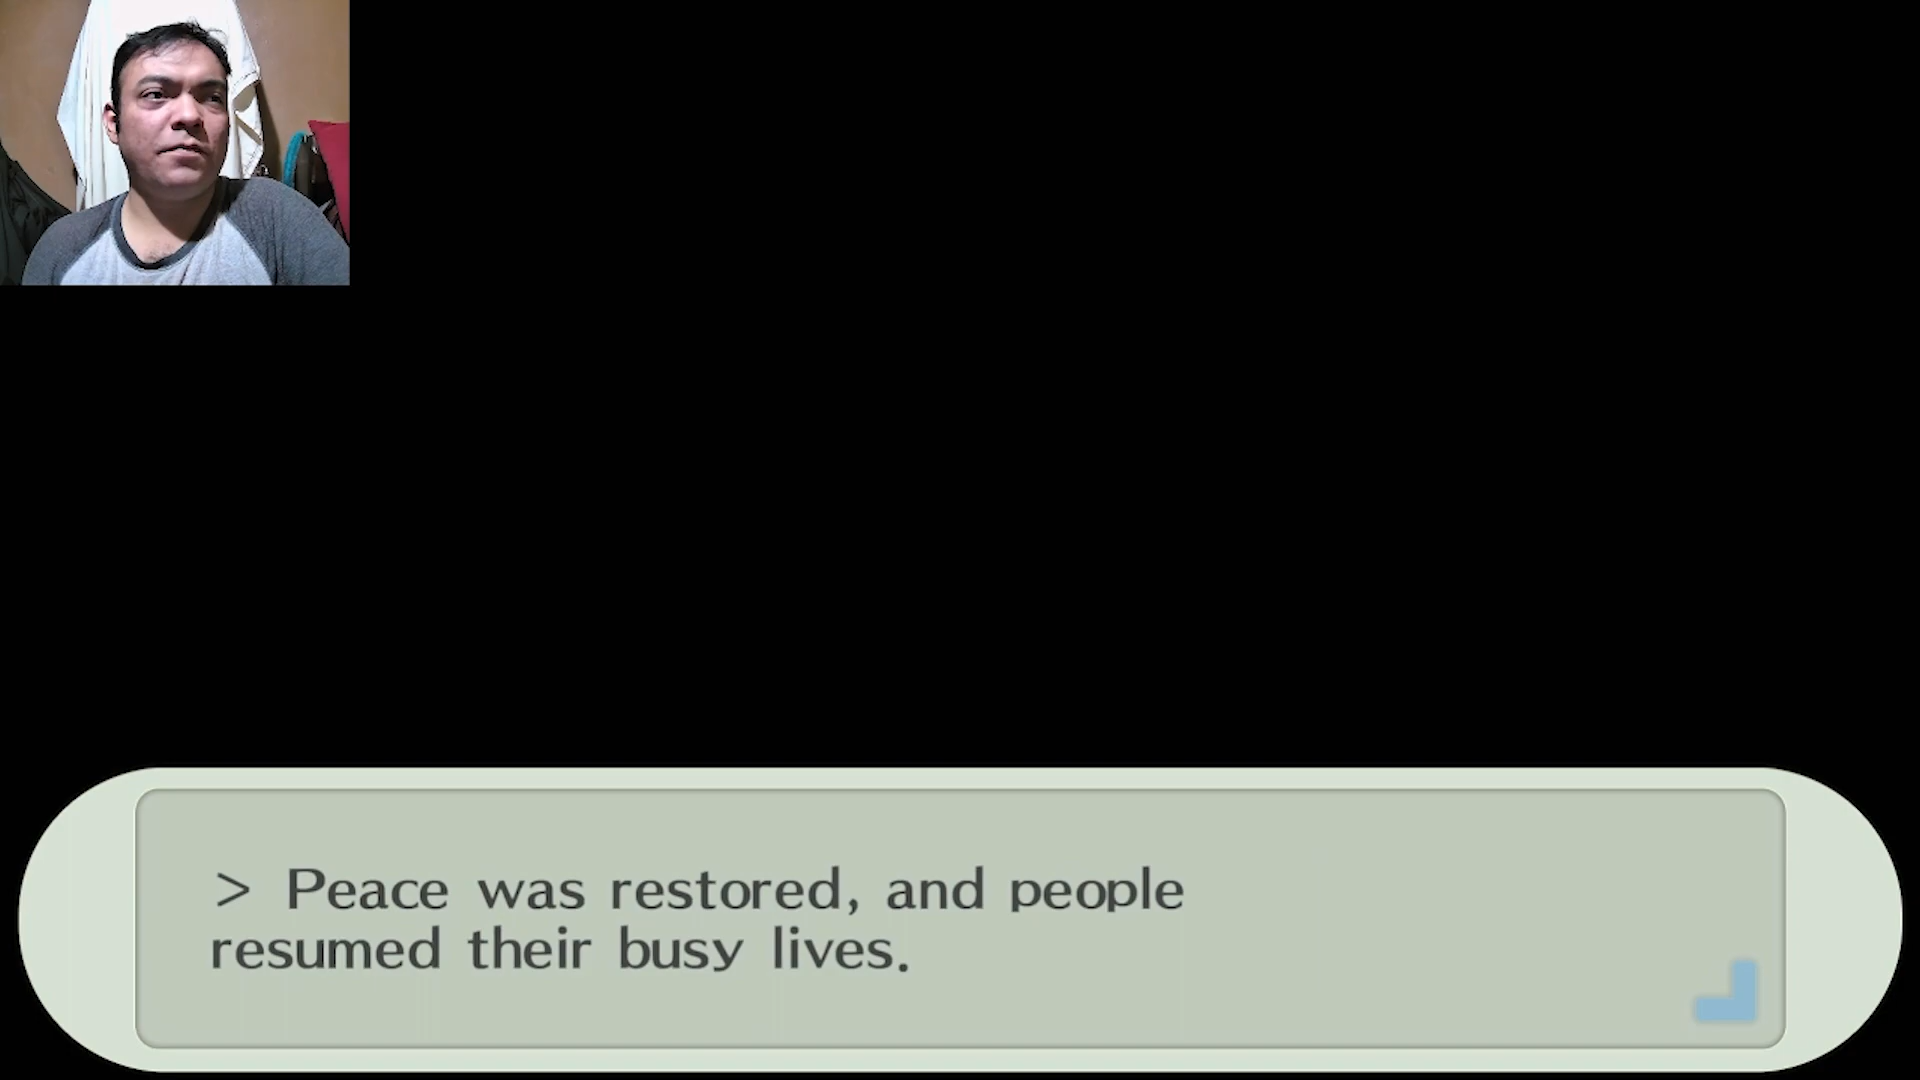 > Peace was restored, and people
resumed their busy lives.